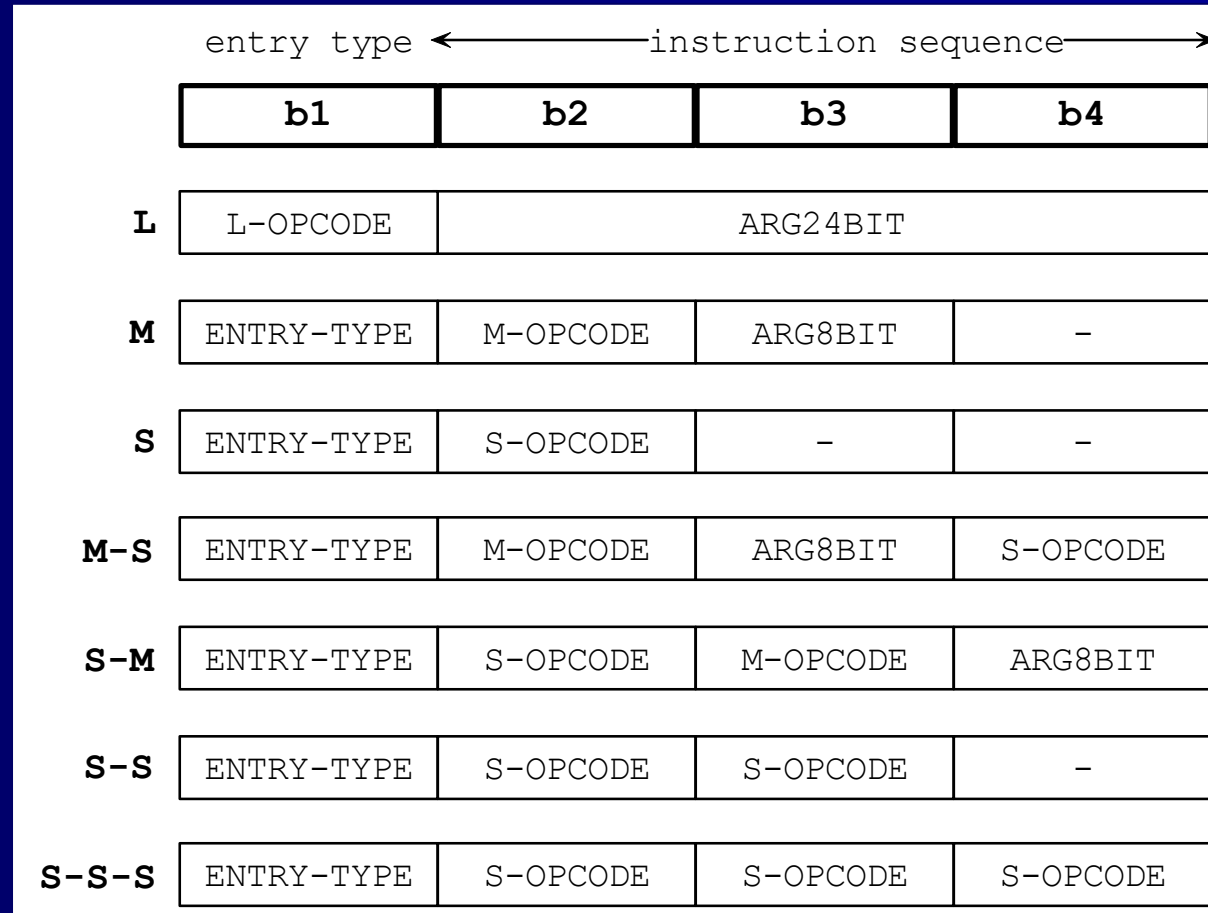 entry type instruction sequence
b1 b2 b3 b4
L L-OPCODE ARG24BIT
M ENTRY-TYPE M-OPCODE ARG8BIT -
S ENTRY-TYPE S-OPCODE - -
M-S ENTRY-TYPE M-OPCODE ARG8BIT S-OPCODE
S-M ENTRY-TYPE S-OPCODE M-OPCODE ARG8BIT
S-S ENTRY-TYPE S-OPCODE S-OPCODE -
S-S-S ENTRY-TYPE S-OPCODE S-OPCODE S-OPCODE